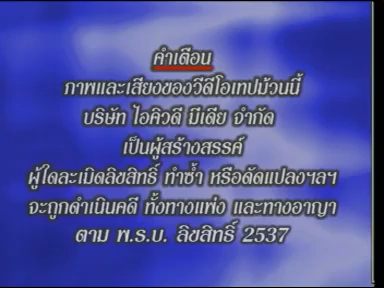 คำเตือน
ภาพและเสียงของวีดีโอเทปม้วนนี้
บริษัท ไอคิวดี มีเดีย จำกัด
เป็นผู้สร้างสรรค์
ผู้ใดละเมิดลิขสิทธิ์ ทำซ้ำ หรือดัดแปลงฯลฯ
จะถูกดำเนินคดี ทั้งทางแพ่ง และทางอาญา
ตาม พ.ร.บ. ลิขสิทธิ์ 2537